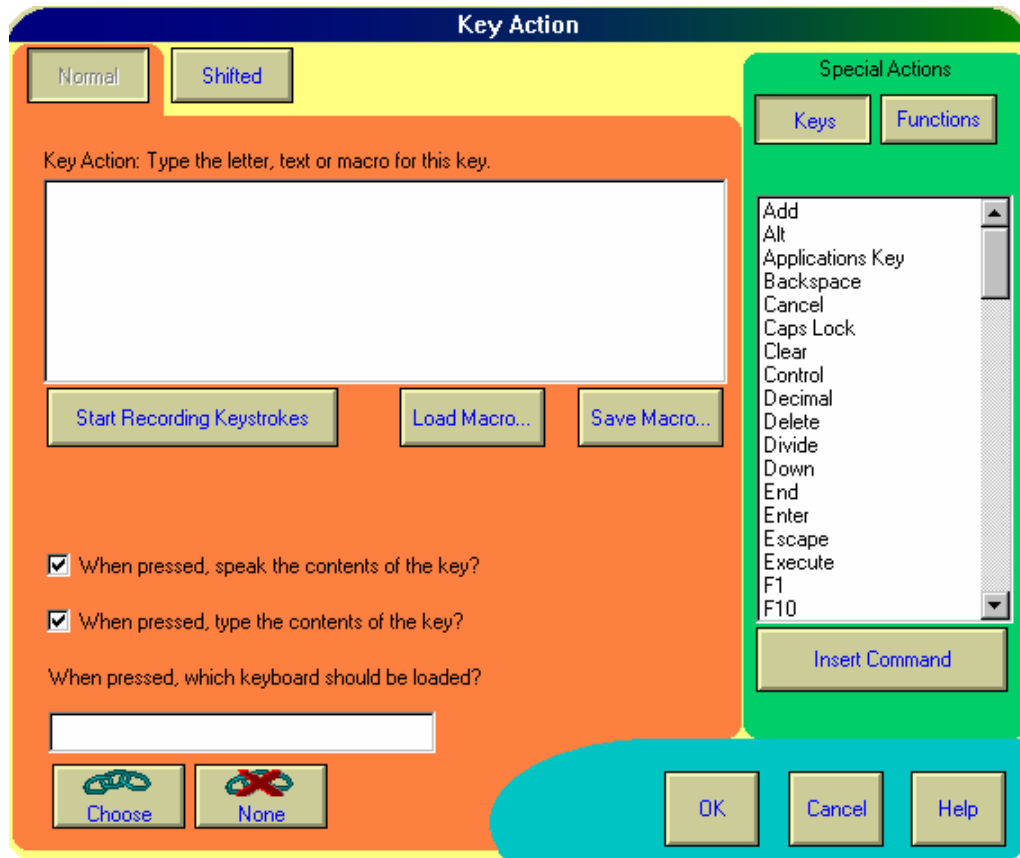 Key Action
Normal
Shifted
Key Action: Type the letter, text or macro for this key.
Start Recording Keystrokes
Load Macro...
Save Macro...
When pressed, speak the contents of the key?
When pressed, type the contents of the key?
When pressed, which keyboard should be loaded?
Choose
None
Special Actions
Keys
Functions
Add
Alt
Applications Key
Backspace
Cancel
Caps Lock
Clear
Control
Decimal
Delete
Divide
Down
End
Enter
Escape
Execute
F1
F10
Insert Command
OK
Cancel
Help